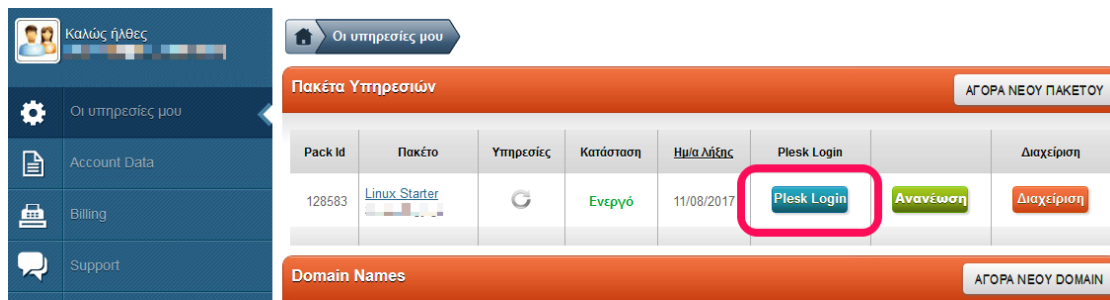 Καλώς ήλθες
Οι υπηρεσίες μου
Account Data
Billing
Support
Οι υπηρεσίες μου
Πακέτα Υπηρεσιών
ΑΓΟΡΑ ΝΕΟΥ ΠΑΚΕΤΟΥ
Pack Id Πακέτο Υπηρεσίες Κατάσταση Ημ/α Λήξης Plesk Login Διαχείριση
128583 Linux Starter Ενεργό 11/08/2017 Plesk Login Ανανέωση Διαχείριση
Domain Names
ΑΓΟΡΑ ΝΕΟΥ DOMAIN